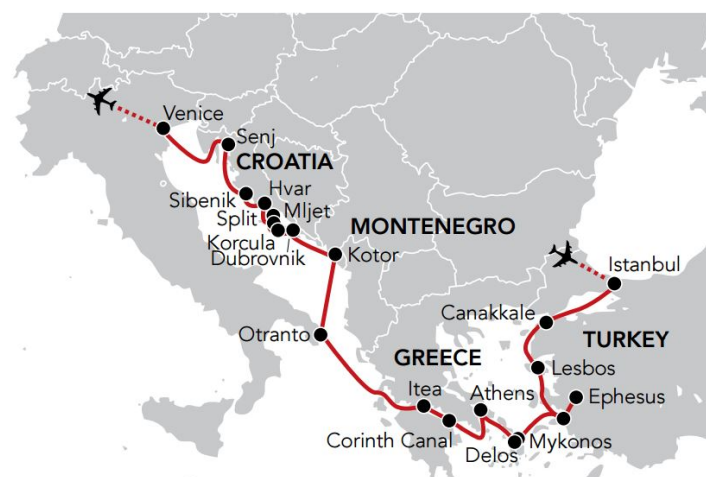 Venice
Senj
CROATIA
Hvar
Sibenik
Mljet
Split
MONTENEGRO
Korcula
Dubrovnik
Kotor
Istanbul
Canakkale
Otranto
TURKEY
GREECE
Lesbos
Itea
Athens
Ephesus
Corinth Canal
Mykonos
Delos